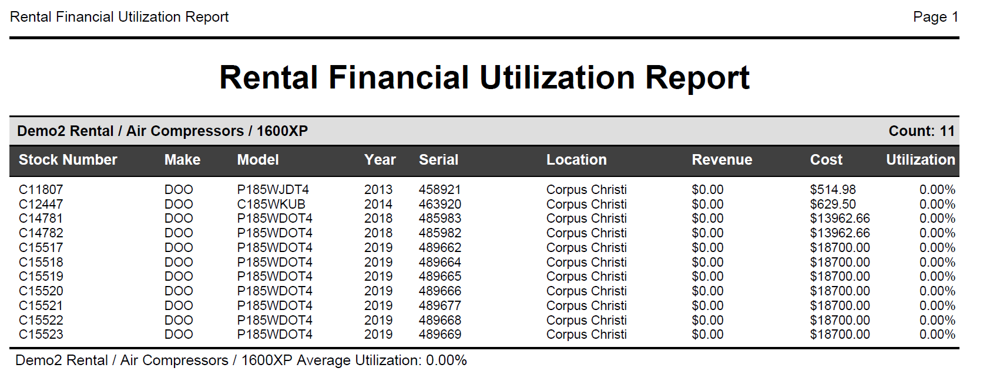 Rental Financial Utilization Report Page 1
Rental Financial Utilization Report
Demo2 Rental / Air Compressors / 1600XP Count: 11
Stock Number Make Model Year Serial Location Revenue Cost Utilization
C11807 DOO P185WJDT4 2013 458921 Corpus Christi $0.00 $514.98 0.00%
C12447 DOO C185WKUB 2014 463920 Corpus Christi $0.00 $629.50 0.00%
C14781 DOO P185WDOT4 2018 485983 Corpus Christi $0.00 $13962.66 0.00%
C14782 DOO P185WDOT4 2018 485982 Corpus Christi $0.00 $13962.66 0.00%
C15517 DOO P185WDOT4 2019 489662 Corpus Christi $0.00 $18700.00 0.00%
C15518 DOO P185WDOT4 2019 489664 Corpus Christi $0.00 $18700.00 0.00%
C15519 DOO P185WDOT4 2019 489665 Corpus Christi $0.00 $18700.00 0.00%
C15520 DOO P185WDOT4 2019 489666 Corpus Christi $0.00 $18700.00 0.00%
C15521 DOO P185WDOT4 2019 489677 Corpus Christi $0.00 $18700.00 0.00%
C15522 DOO P185WDOT4 2019 489668 Corpus Christi $0.00 $18700.00 0.00%
C15523 DOO P185WDOT4 2019 489669 Corpus Christi $0.00 $18700.00 0.00%
Demo2 Rental / Air Compressors / 1600XP Average Utilization: 0.00%